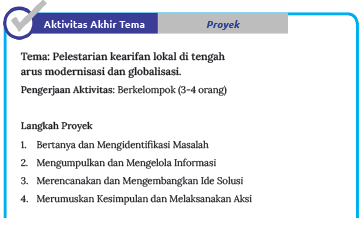 Aktivitas Akhir Tema Proyek
Tema: Pelestarian kearifan lokal di tengah
arus modernisasi dan globalisasi.
Pengerjaan Aktivitas: Berkelompok (3-4 orang)
Langkah Proyek
1. Bertanya dan Mengidentifikasi Masalah
2. Mengumpulkan dan Mengelola Informasi
3. Merencanakan dan Mengembangkan Ide Solusi
4. Merumuskan Kesimpulan dan Melaksanakan Aksi